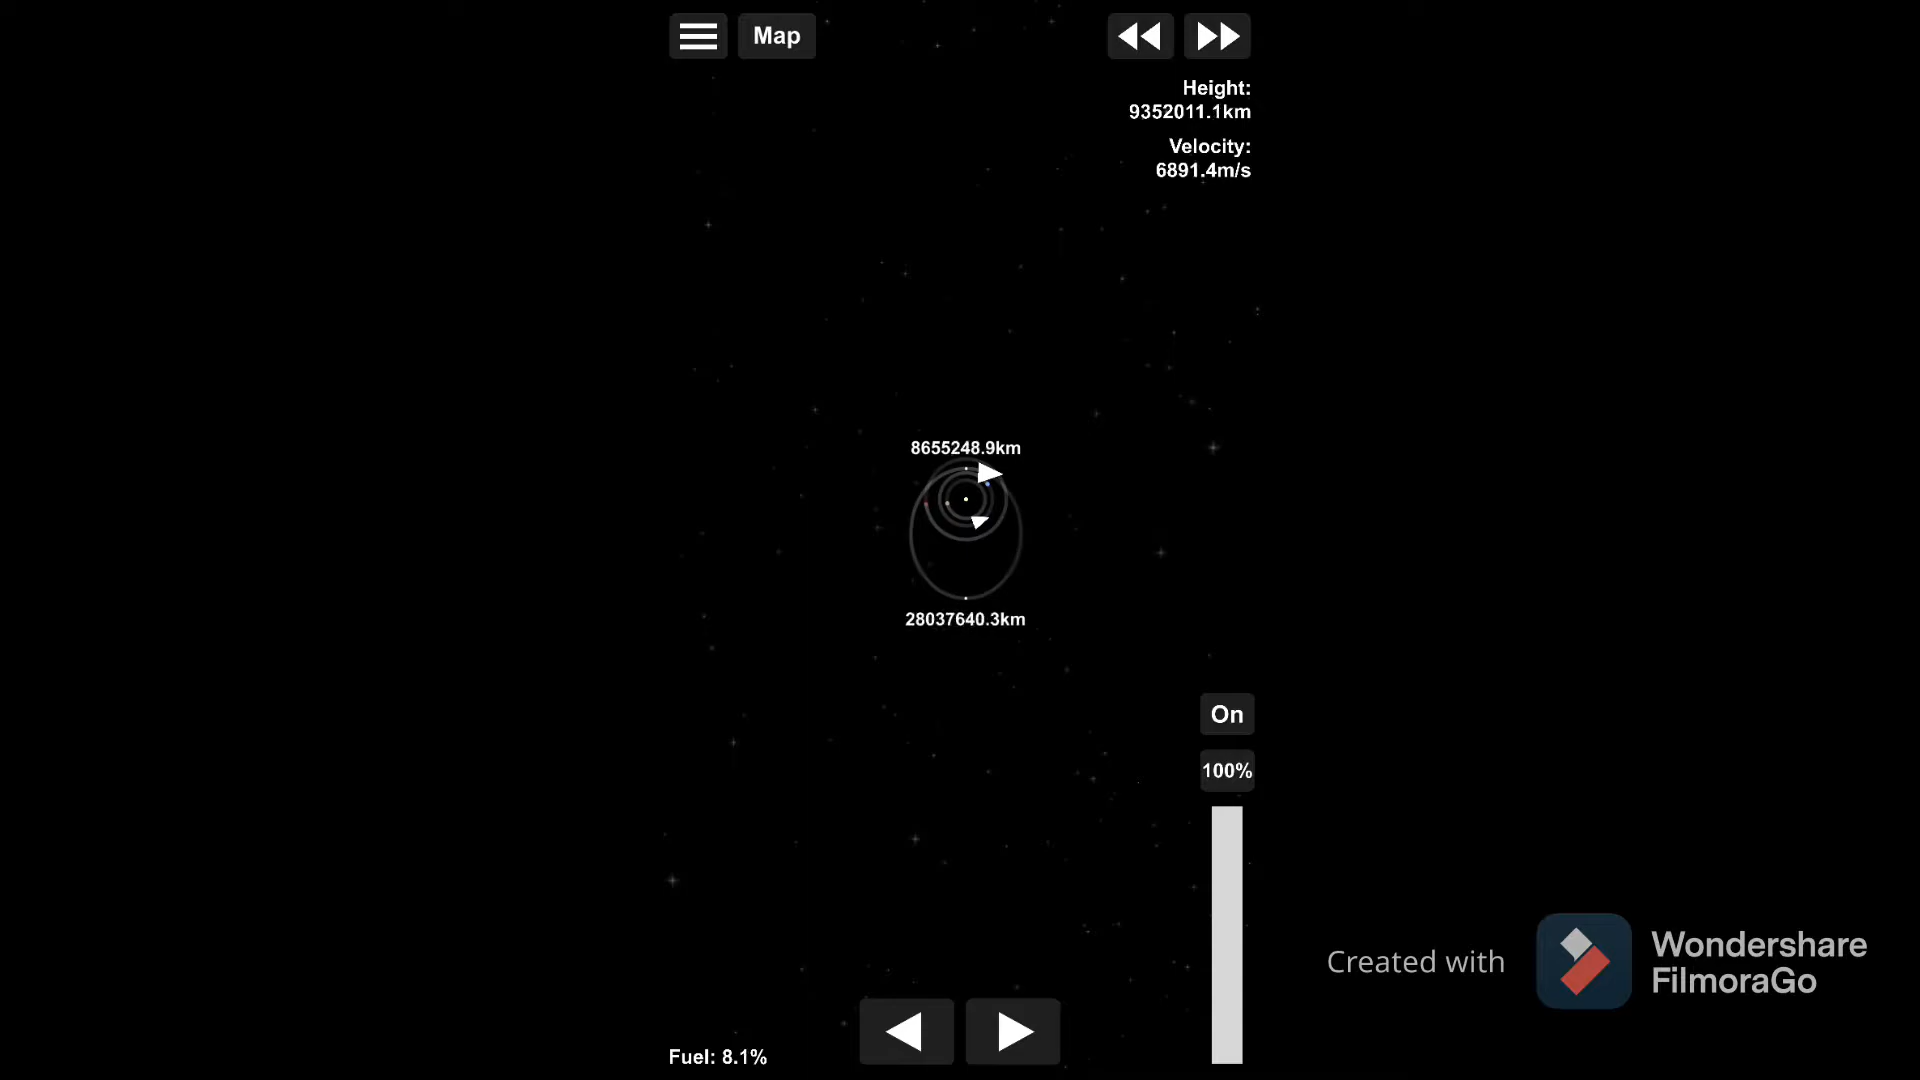 Map
Height:
9352011.1km
Velocity:
6891.4m/s
8655248.9km
28037640.3km
On
100%
Created with
Wondershare
FilmoraGo
Fuel: 8.1%